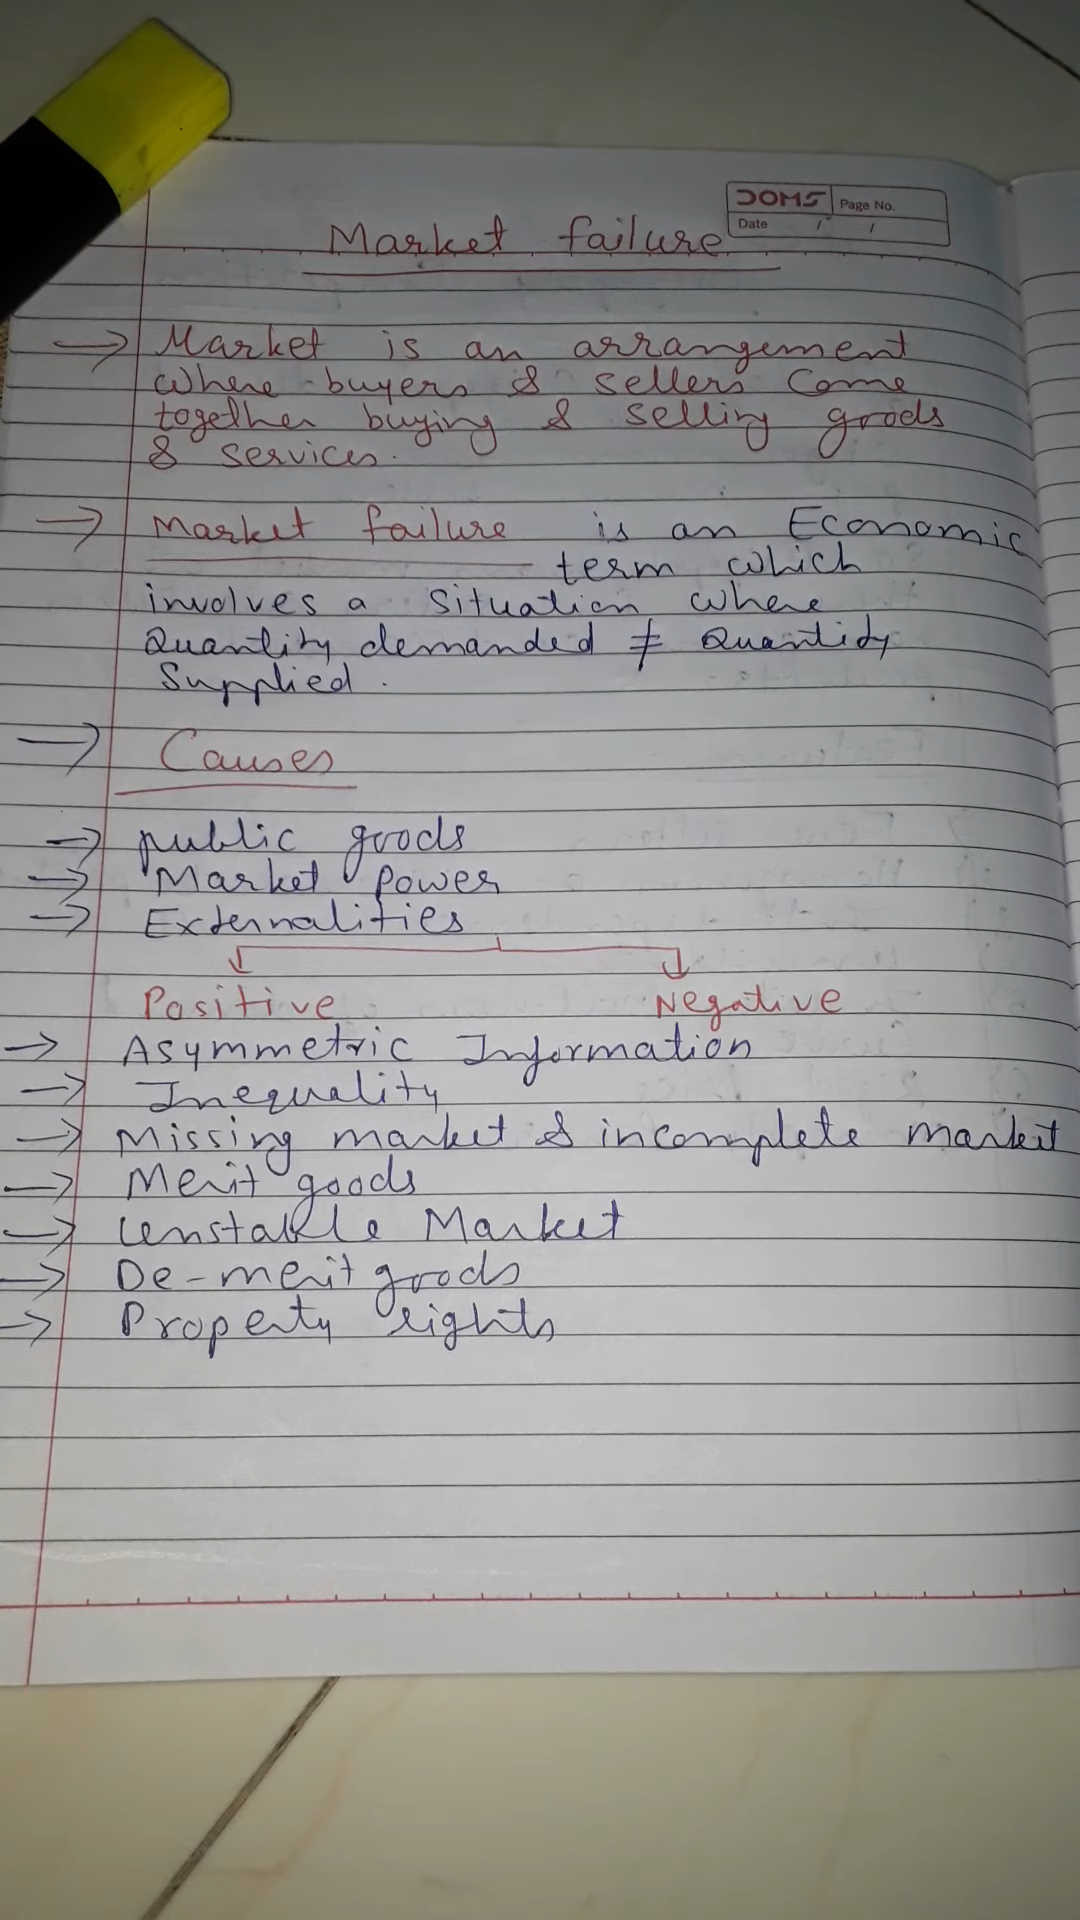 DOMS Page No.
Date / /
Market failure
→ Market is an arrangement
where buyers & sellers come
together buying & selling goods
& services.
→ Market failure is an Economic
term which
involves a situation where
Quantity demanded ≠ Quantity
Supplied.
→ Causes
→ public goods
→ Market Power
→ Externalities
Positive Negative
→ Asymmetric Information
→ Inequality
→ Missing market & incomplete market
→ Merit goods
→ Unstable Market
→ De-merit goods
→ Property rights